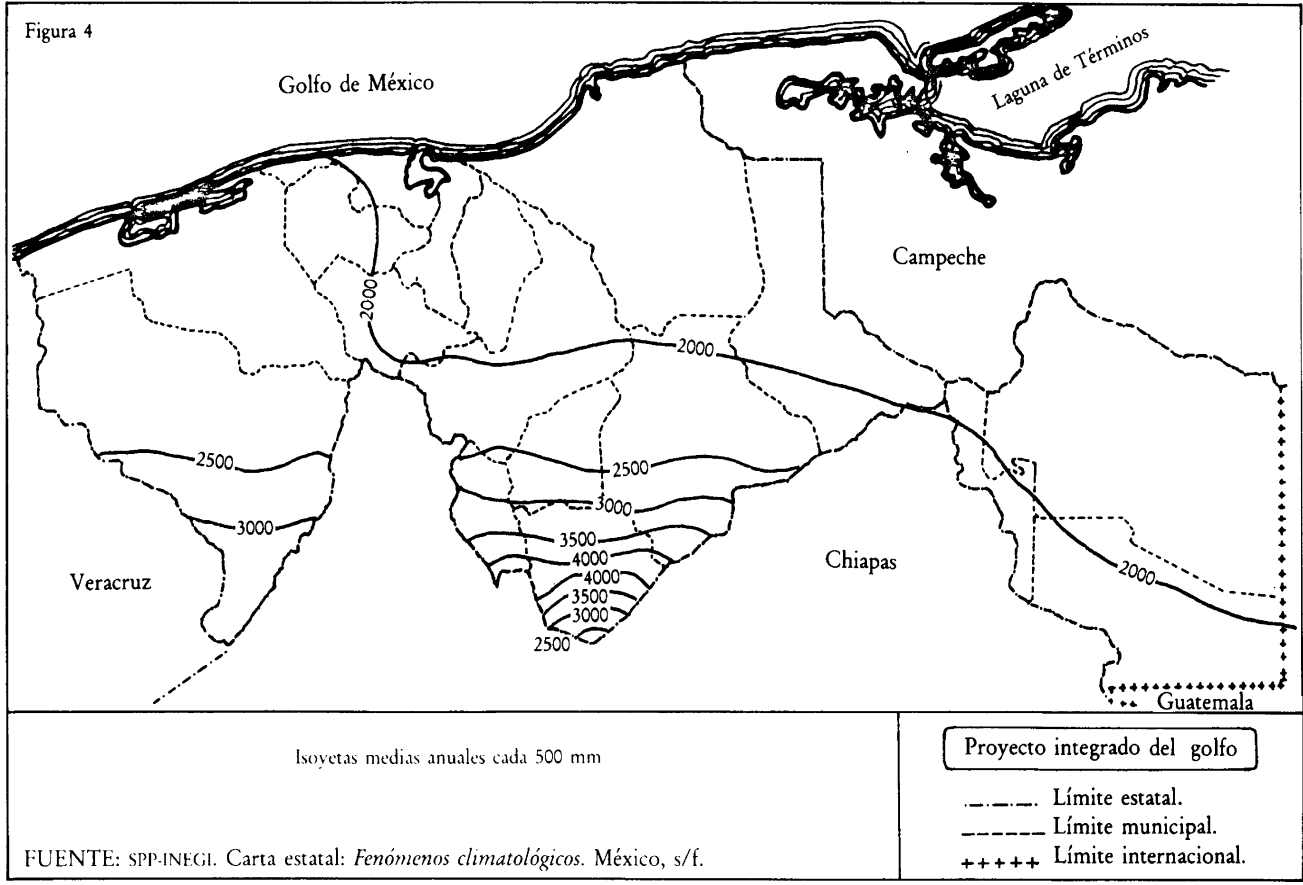 Figura 4
Golfo de México
Laguna de Términos
Campeche
2000
2000
2500
2500
3000
3000
3500
4000
4000
3500
3000
2500
Veracruz
Chiapas
2000
Guatemala
Isoyetas medias anuales cada 500 mm
Proyecto integrado del golfo
Límite estatal.
Límite municipal.
Límite internacional.
FUENTE: SPP-INEGI. Carta estatal: Fenómenos climatológicos. México, s/f.